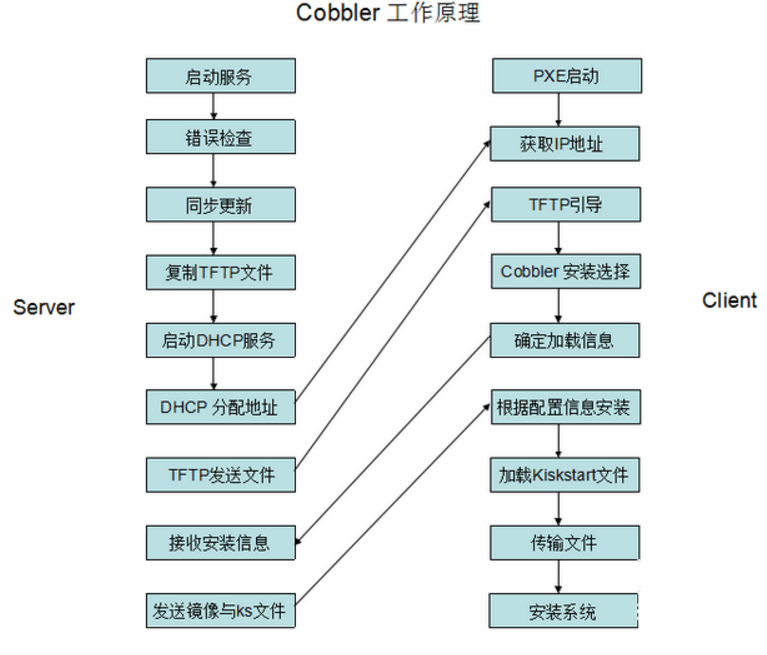 Cobbler 工作原理
Server
启动服务
错误检查
同步更新
复制TFTP文件
启动DHCP服务
DHCP 分配地址
TFTP发送文件
接收安装信息
发送镜像与ks文件
Client
PXE启动
获取IP地址
TFTP引导
Cobbler 安装选择
确定加载信息
根据配置信息安装
加载Kiskstart文件
传输文件
安装系统